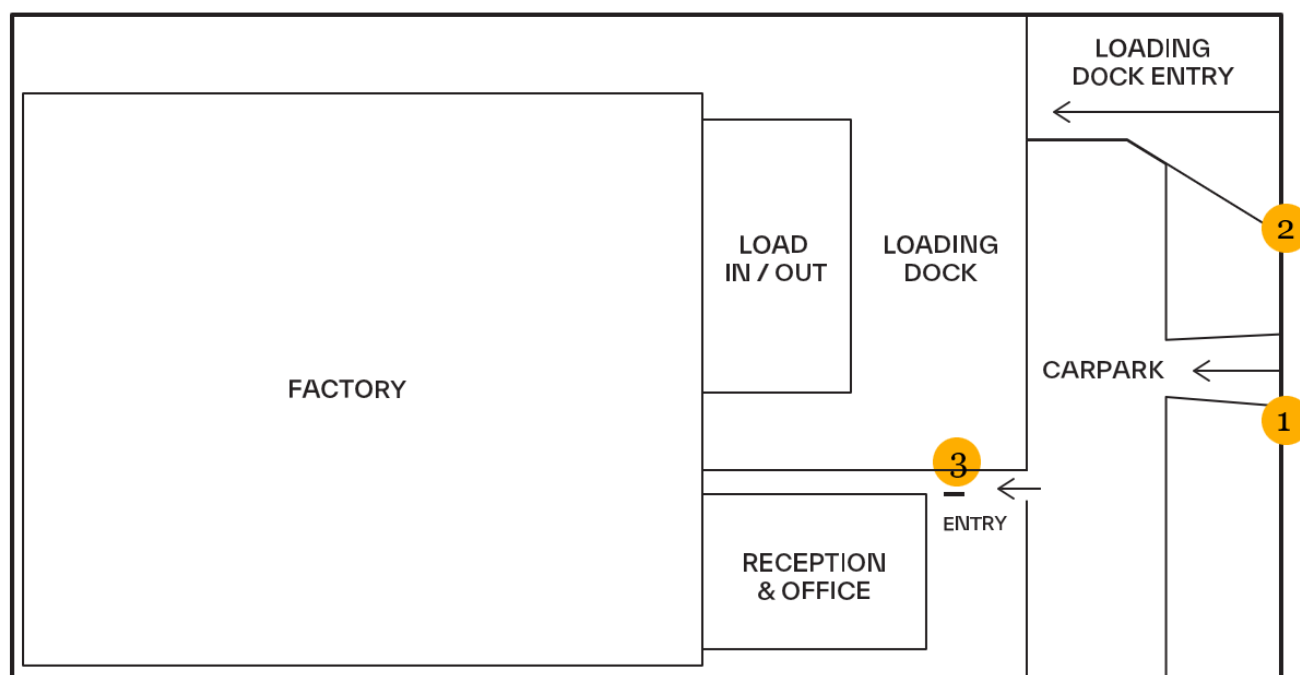 LOADING
DOCK ENTRY
2
LOAD
IN / OUT
LOADING
DOCK
CARPARK
FACTORY
1
3
ENTRY
RECEPTION
& OFFICE